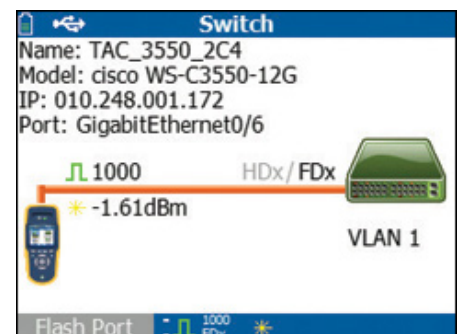 Switch
Name: TAC_3550_2C4
Model: cisco WS-C3550-12G
IP: 010.248.001.172
Port: GigabitEthernet0/6
1000 HDx/FDx
-1.61dBm
VLAN 1
Flash Port 1000
FDx